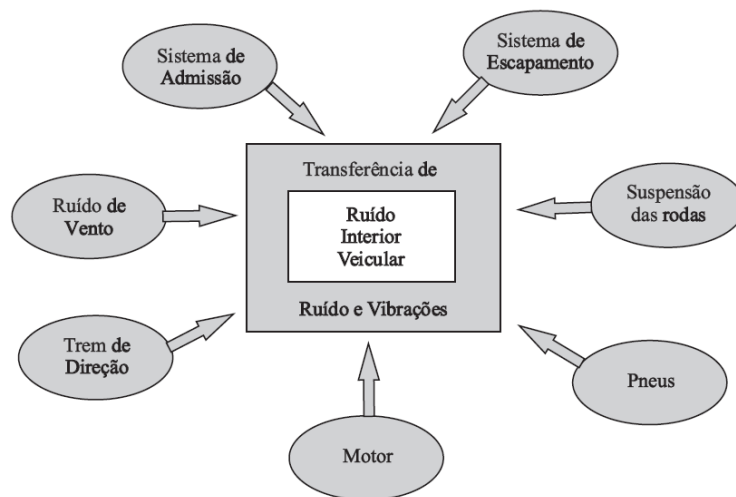 Sistema de
Admissão
Sistema de
Escapamento
Transferência de
Ruído de
Vento
Ruído
Interior
Veicular
Suspensão
das rodas
Ruído e Vibrações
Trem de
Direção
Pneus
Motor